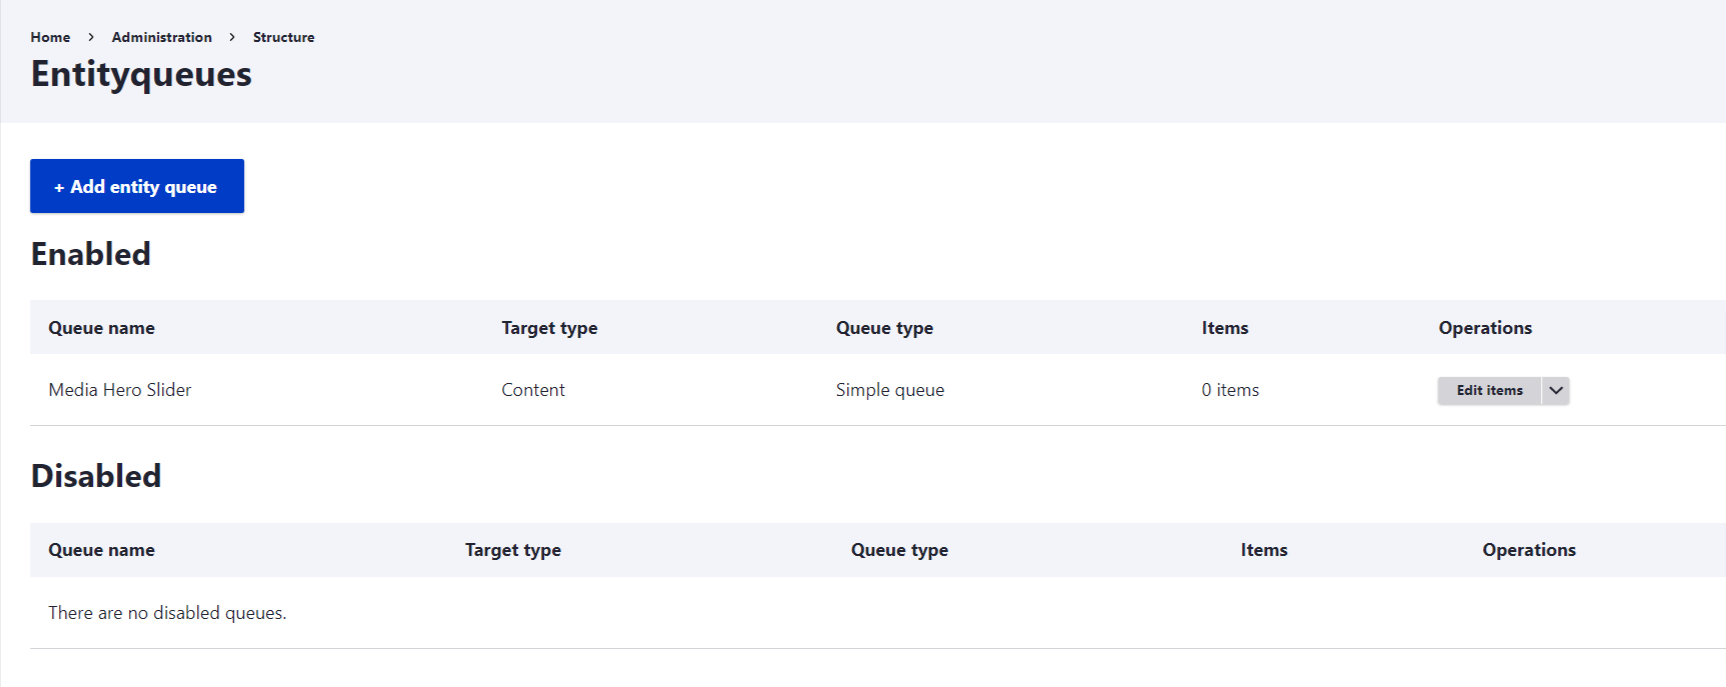 Home > Administration > Structure
Entityqueues
+ Add entity queue
Enabled
Queue name Target type Queue type Items Operations
Media Hero Slider Content Simple queue 0 items Edit items
Disabled
Queue name Target type Queue type Items Operations
There are no disabled queues.